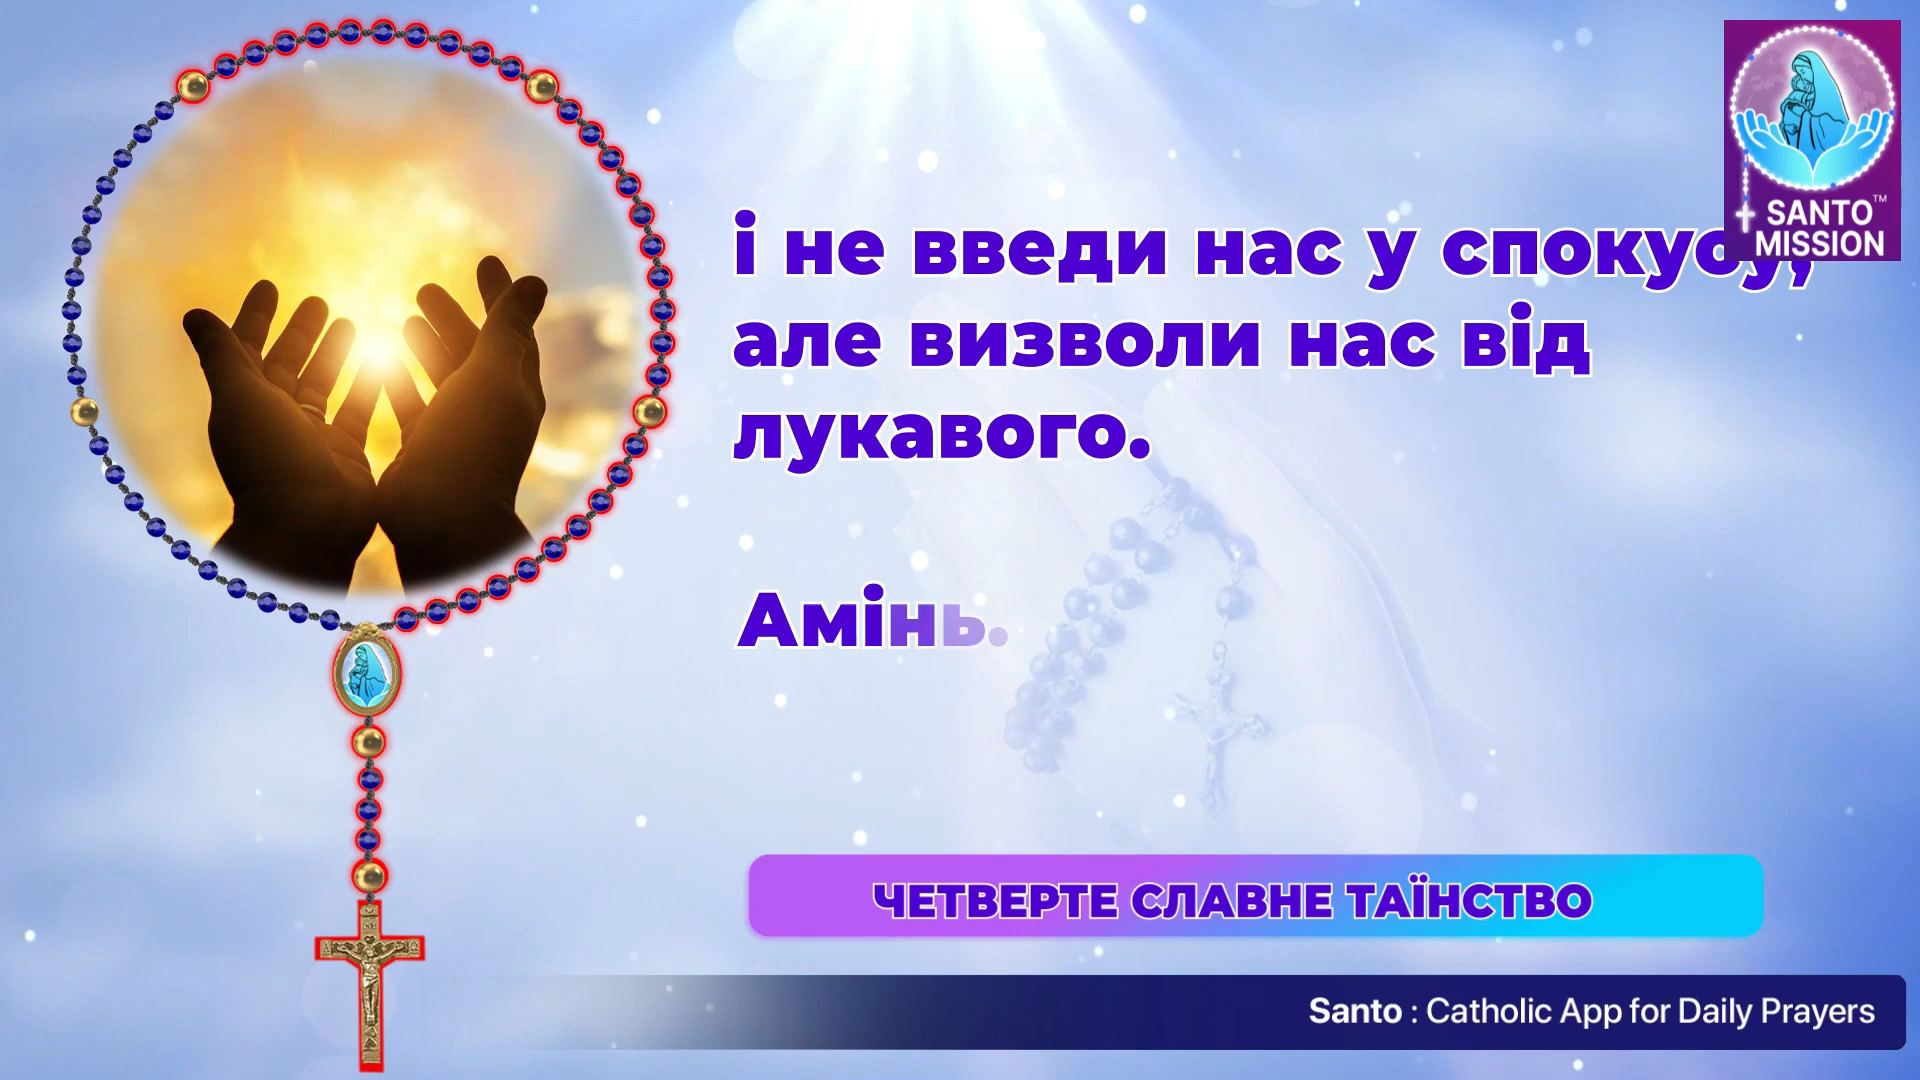 і не введи нас у спокусу,
але визволи нас від
лукавого.
Амінь.
SANTO™
MISSION
ЧЕТВЕРТЕ СЛАВНЕ ТАЇНСТВО
Santo : Catholic App for Daily Prayers